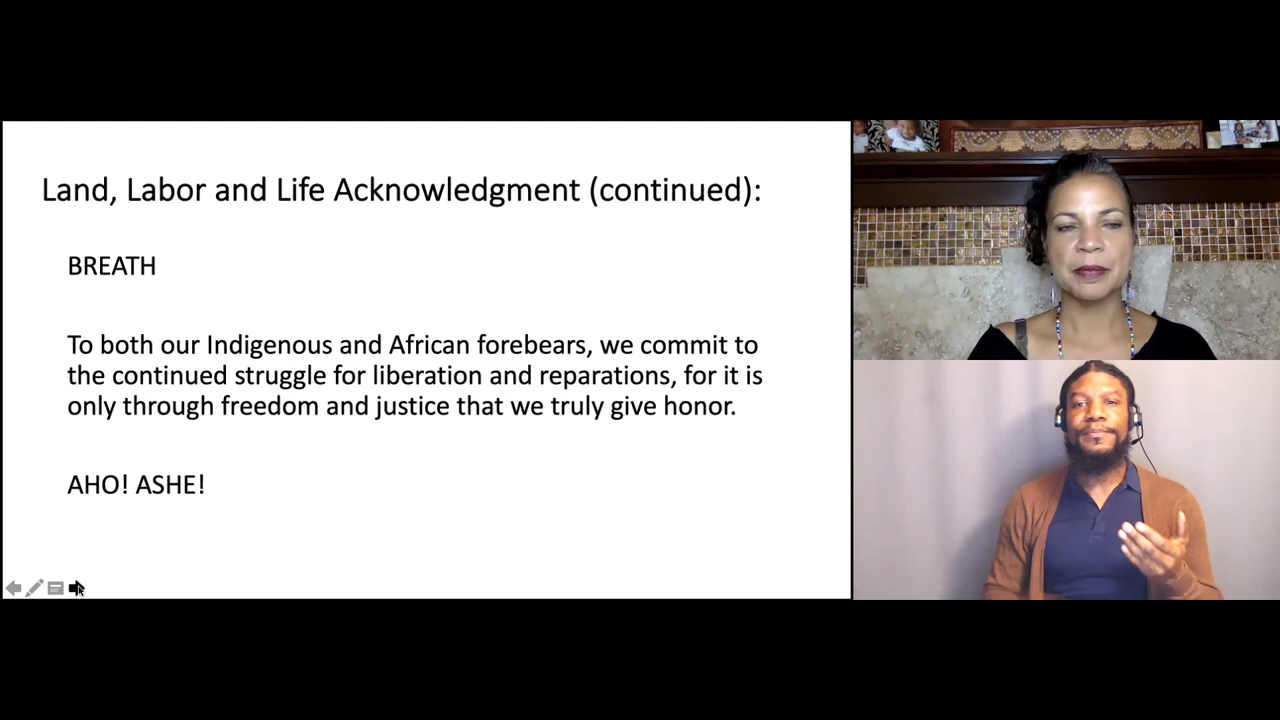 Land, Labor and Life Acknowledgment (continued):
BREATH
To both our Indigenous and African forebears, we commit to
the continued struggle for liberation and reparations, for it is
only through freedom and justice that we truly give honor.
AHO! ASHE!